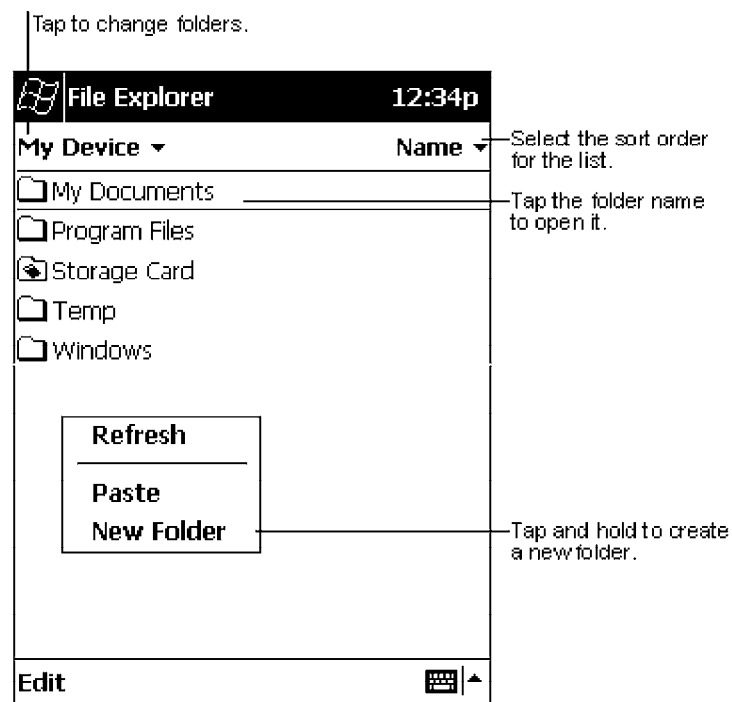 Tap to change folders.
File Explorer 12:34p
My Device Name
Select the sort order
for the list.
My Documents
Tap the folder name
to open it.
Program Files
Storage Card
Temp
Windows
Refresh
Paste
New Folder
Tap and hold to create
a new folder.
Edit